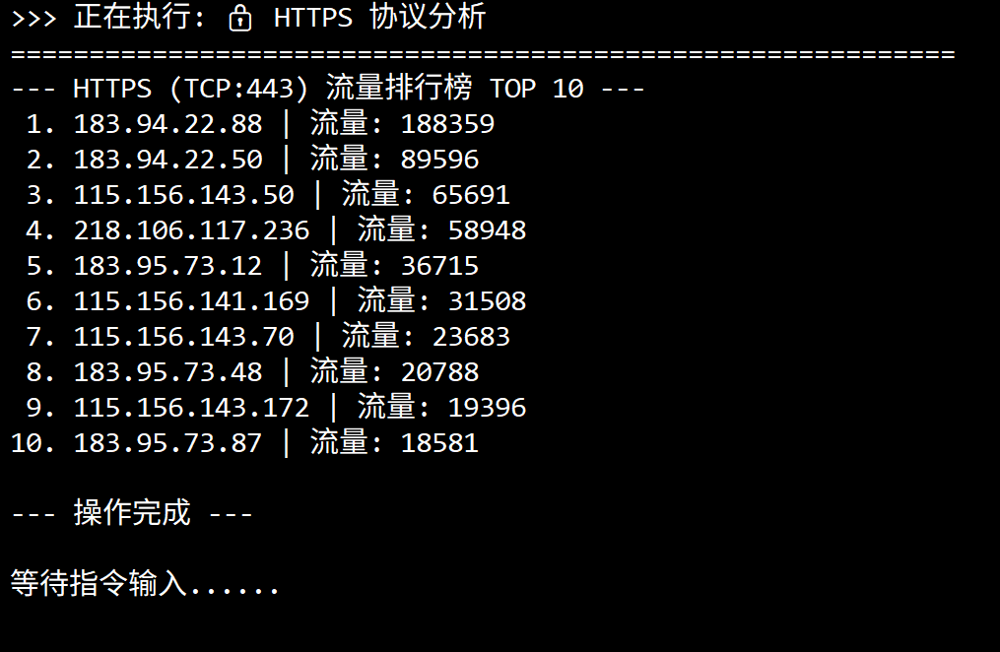 >>> 正在执行: 🔒 HTTPS 协议分析
============================================================
--- HTTPS (TCP:443) 流量排行榜 TOP 10 ---
1. 183.94.22.88 | 流量: 188359
2. 183.94.22.50 | 流量: 89596
3. 115.156.143.50 | 流量: 65691
4. 218.106.117.236 | 流量: 58948
5. 183.95.73.12 | 流量: 36715
6. 115.156.141.169 | 流量: 31508
7. 115.156.143.70 | 流量: 23683
8. 183.95.73.48 | 流量: 20788
9. 115.156.143.172 | 流量: 19396
10. 183.95.73.87 | 流量: 18581
--- 操作完成 ---
等待指令输入......